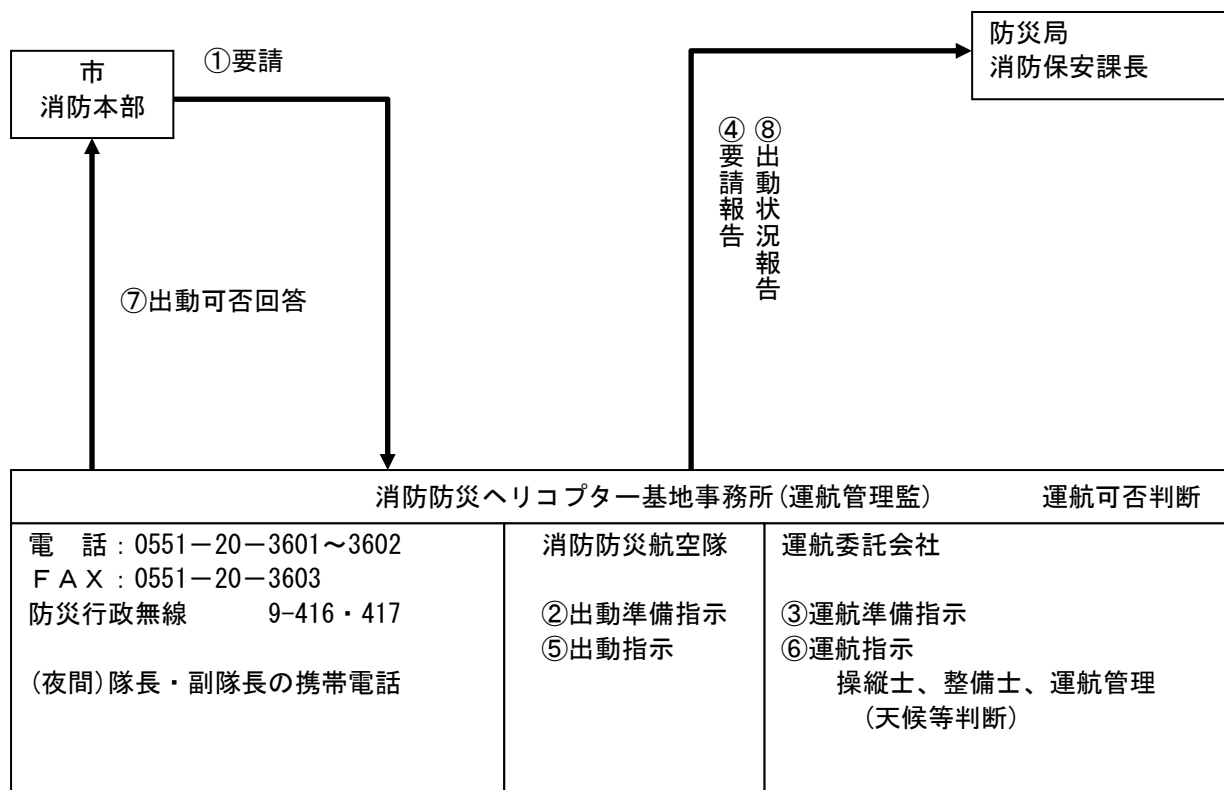 市
消防本部
①要請
防災局
消防保安課長
④要請報告
⑧出動状況報告
⑦出動可否回答
消防防災ヘリコプター基地事務所(運航管理監)　　　運航可否判断
電　話：0551－20－3601～3602
ＦＡＸ：0551－20－3603
防災行政無線　　　9-416・417
(夜間)隊長・副隊長の携帯電話
消防防災航空隊
②出動準備指示
⑤出動指示
運航委託会社
③運航準備指示
⑥運航指示
操縦士、整備士、運航管理
(天候等判断)